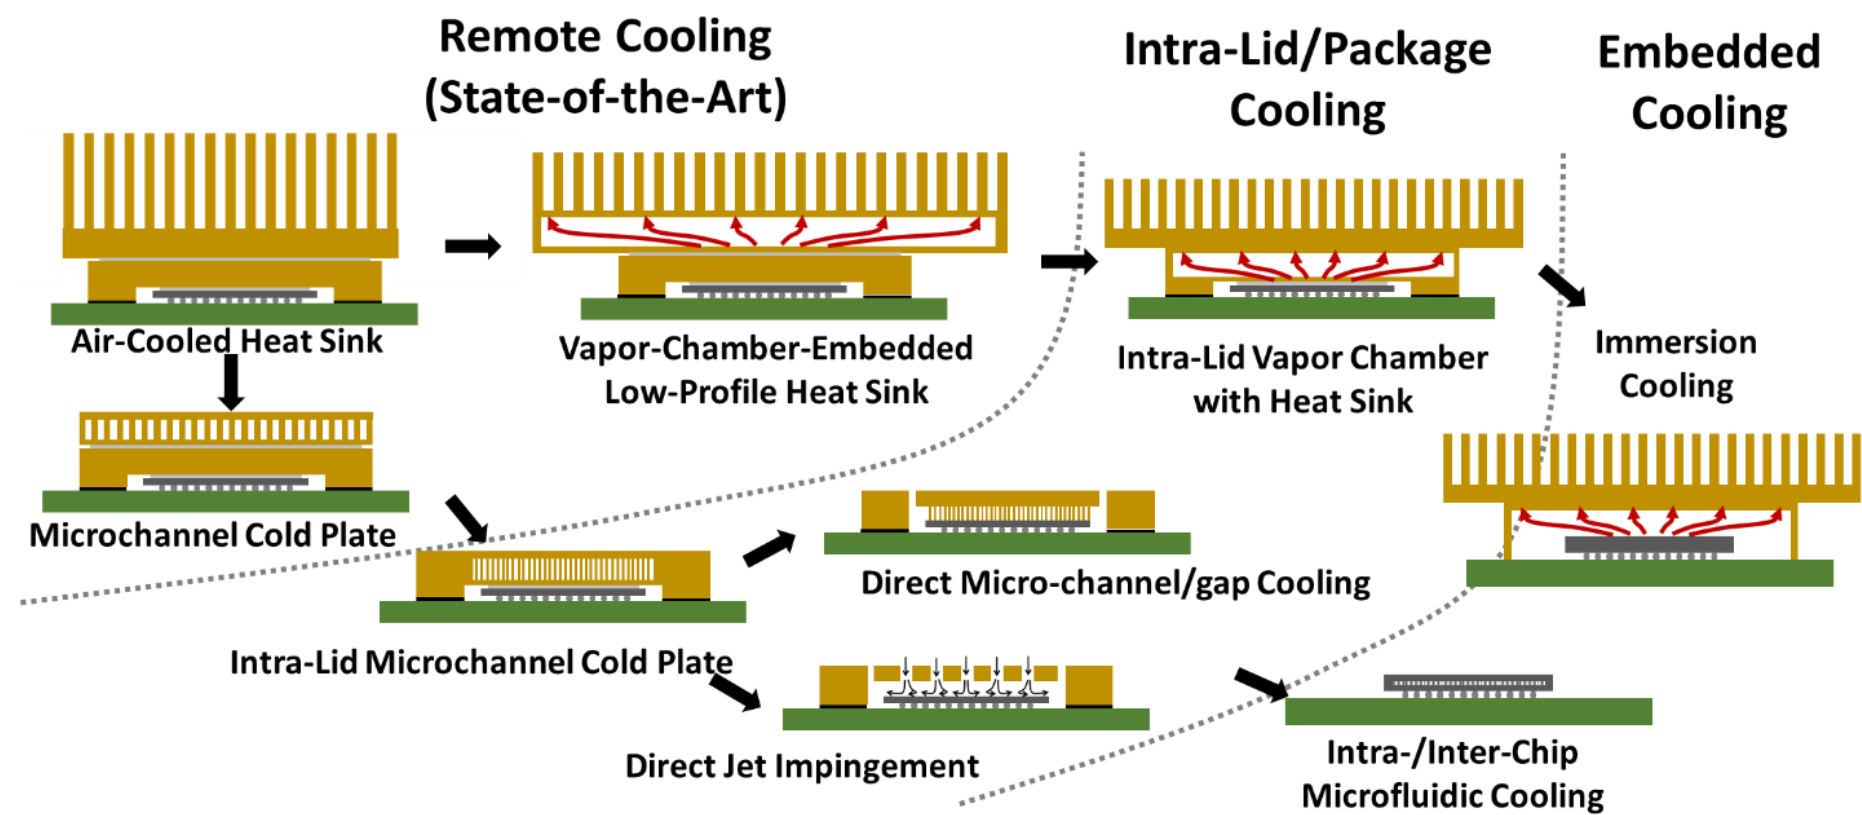 Remote Cooling
(State-of-the-Art)
Intra-Lid/Package
Cooling
Embedded
Cooling
Air-Cooled Heat Sink
Vapor-Chamber-Embedded
Low-Profile Heat Sink
Intra-Lid Vapor Chamber
with Heat Sink
Immersion
Cooling
Microchannel Cold Plate
Direct Micro-channel/gap Cooling
Intra-Lid Microchannel Cold Plate
Direct Jet Impingement
Intra-/Inter-Chip
Microfluidic Cooling